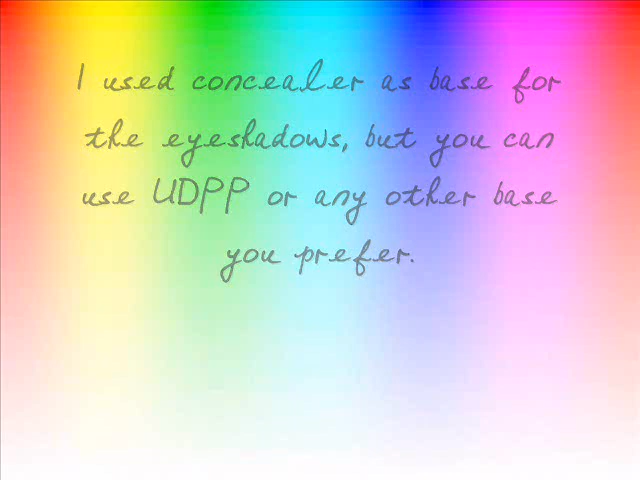 I used concealer as base for
the eyeshadows, but you can
use UDPP or any other base
you prefer.